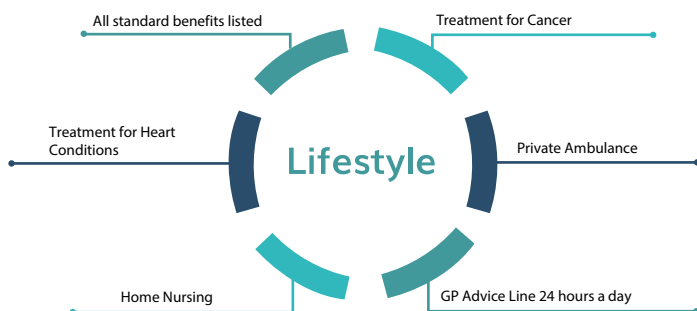 All standard benefits listed
Treatment for Cancer
Treatment for Heart
Conditions
Lifestyle
Private Ambulance
Home Nursing
GP Advice Line 24 hours a day